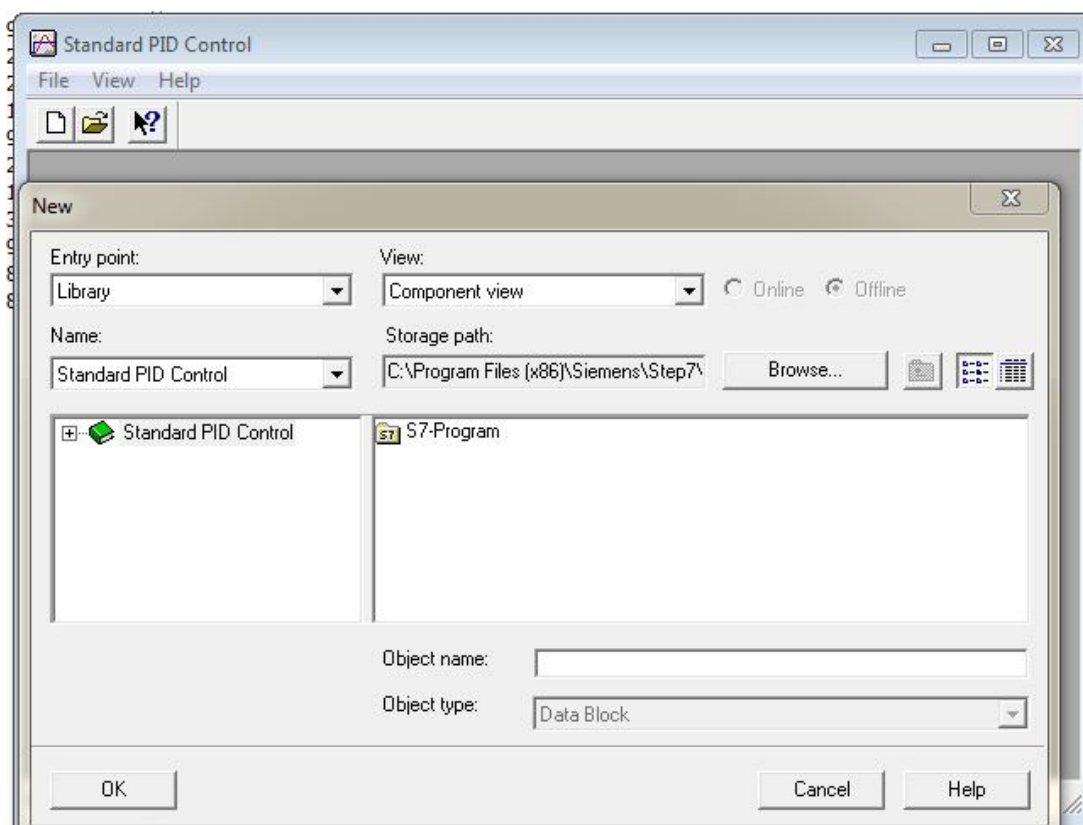 Standard PID Control
File View Help
New
Entry point:
View:
Library
Component view
Online
Offline
Name:
Storage path:
Standard PID Control
C:\Program Files (x86)\Siemens\Step7\
Browse...
Standard PID Control
S7-Program
Object name:
Object type:
Data Block
OK
Cancel
Help